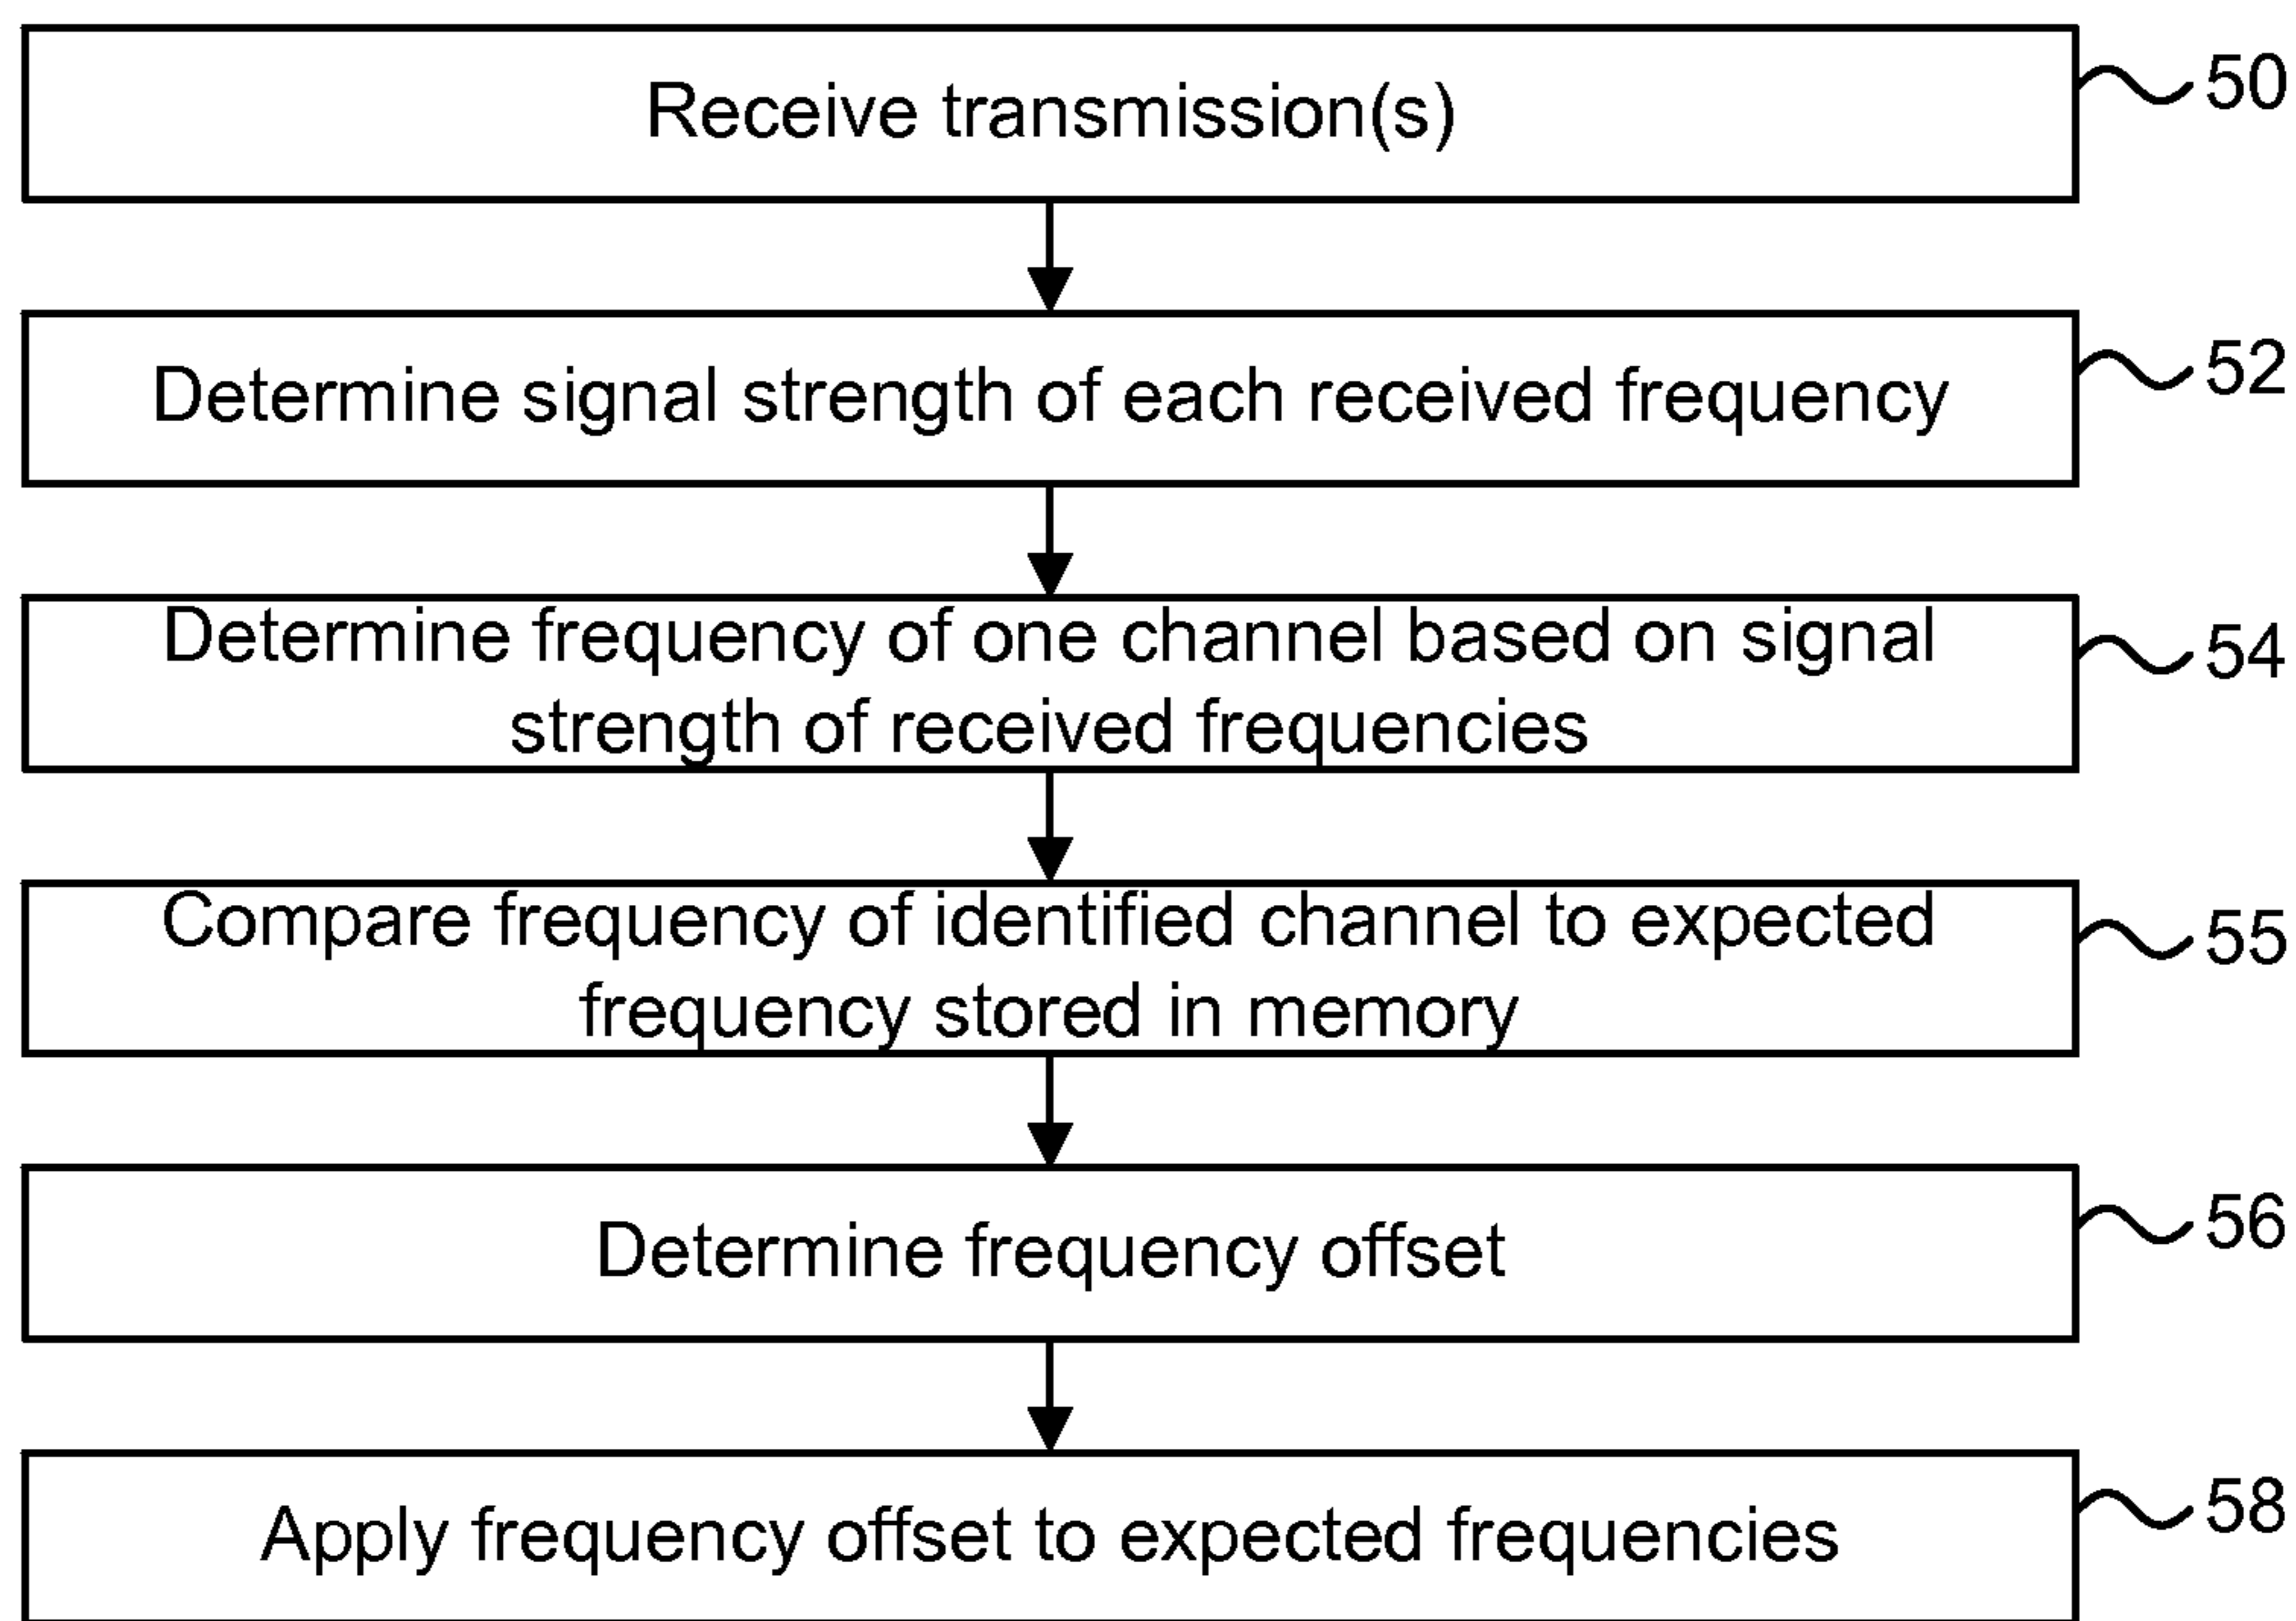 Receive transmission(s)
50
Determine signal strength of each received frequency
52
Determine frequency of one channel based on signal
strength of received frequencies
54
Compare frequency of identified channel to expected
frequency stored in memory
55
Determine frequency offset
56
Apply frequency offset to expected frequencies
58